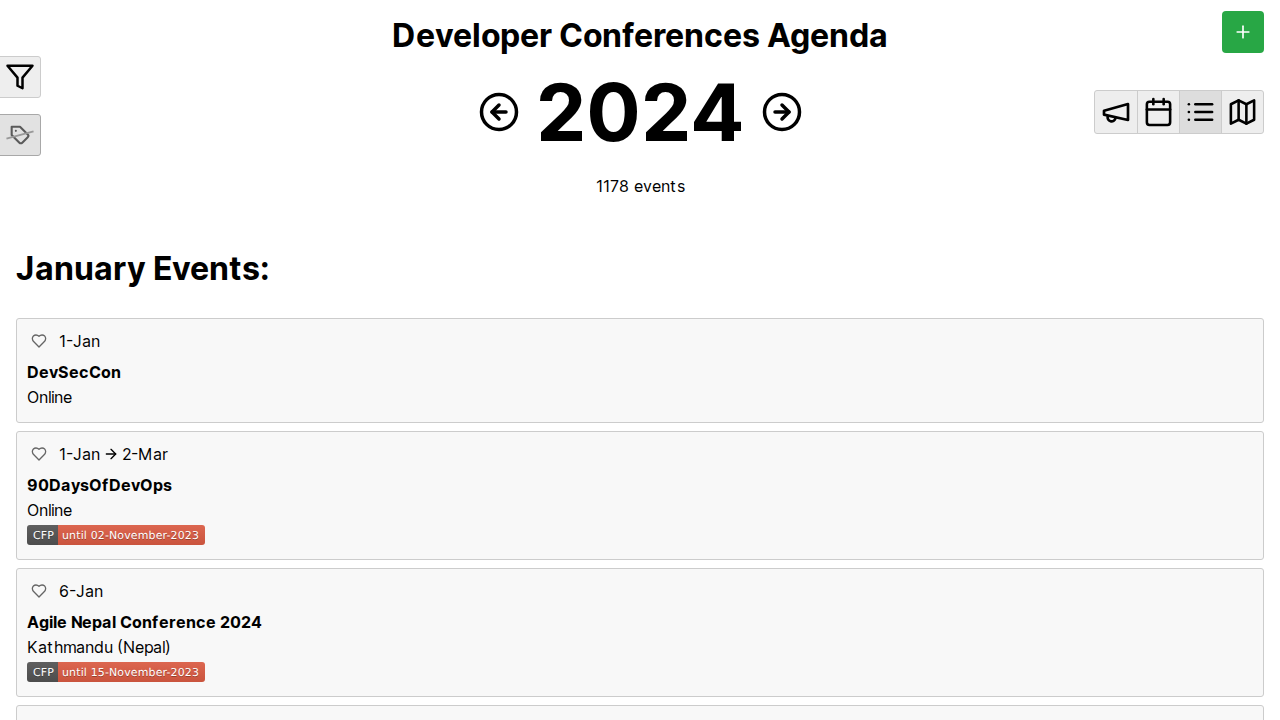 Developer Conferences Agenda
2024
1178 events
January Events:
1-Jan
DevSecCon
Online
1-Jan → 2-Mar
90DaysOfDevOps
Online
CFP until 02-November-2023
6-Jan
Agile Nepal Conference 2024
Kathmandu (Nepal)
CFP until 15-November-2023